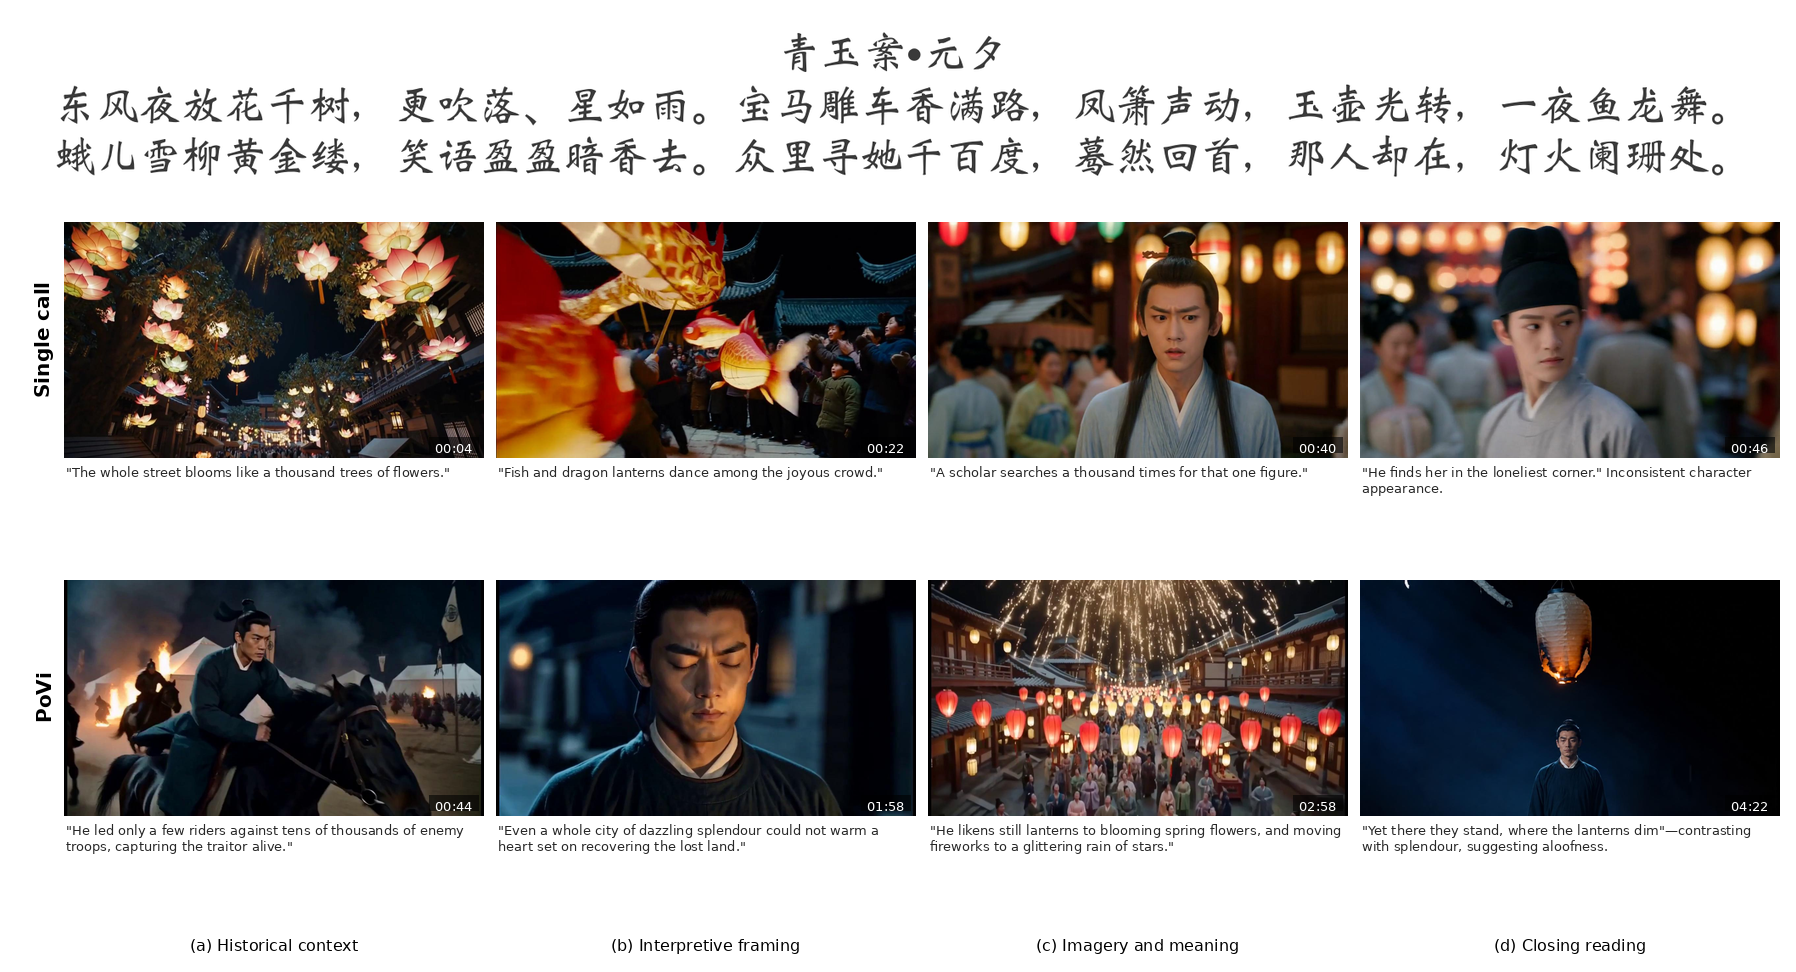 青玉案•元夕
东风夜放花千树，更吹落、星如雨。宝马雕车香满路，凤箫声动，玉壶光转，一夜鱼龙舞。
蛾儿雪柳黄金缕，笑语盈盈暗香去。众里寻她千百度，蓦然回首，那人却在，灯火阑珊处。
Single call
00:04
00:22
00:40
00:46
"The whole street blooms like a thousand trees of flowers."
"Fish and dragon lanterns dance among the joyous crowd."
"A scholar searches a thousand times for that one figure."
"He finds her in the loneliest corner." Inconsistent character
appearance.
PoVi
00:44
01:58
02:58
04:22
"He led only a few riders against tens of thousands of enemy
troops, capturing the traitor alive."
"Even a whole city of dazzling splendour could not warm a
heart set on recovering the lost land."
"He likens still lanterns to blooming spring flowers, and moving
fireworks to a glittering rain of stars."
"Yet there they stand, where the lanterns dim"—contrasting
with splendour, suggesting aloofness.
(a) Historical context
(b) Interpretive framing
(c) Imagery and meaning
(d) Closing reading